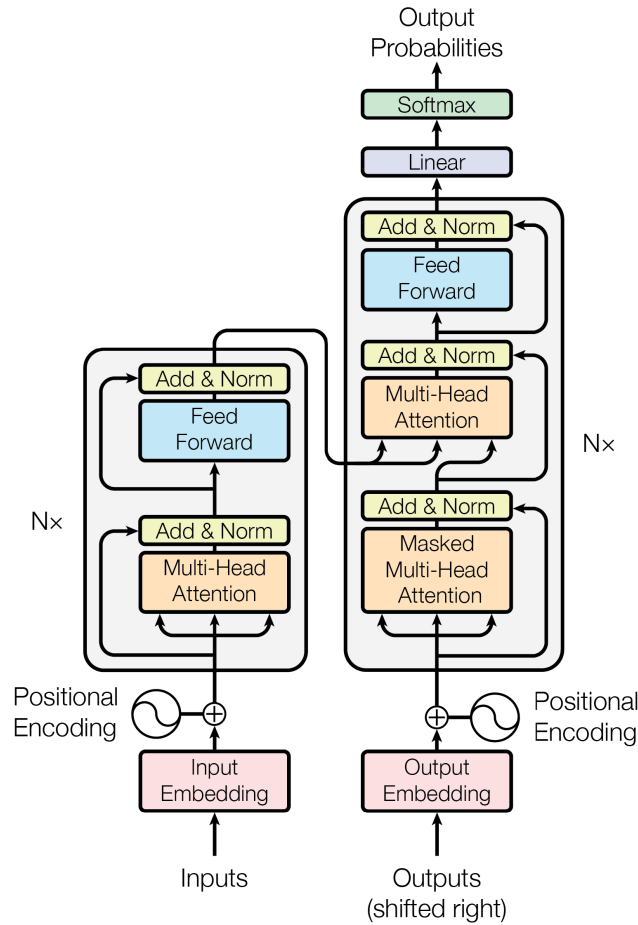 Output
Probabilities
Softmax
Linear
Add & Norm
Feed
Forward
Add & Norm
Multi-Head
Attention
Nx
Add & Norm
Masked
Multi-Head
Attention
Add & Norm
Feed
Forward
N×
Add & Norm
Multi-Head
Attention
Positional
Encoding
Positional
Encoding
Input
Embedding
Output
Embedding
Inputs
Outputs
(shifted right)